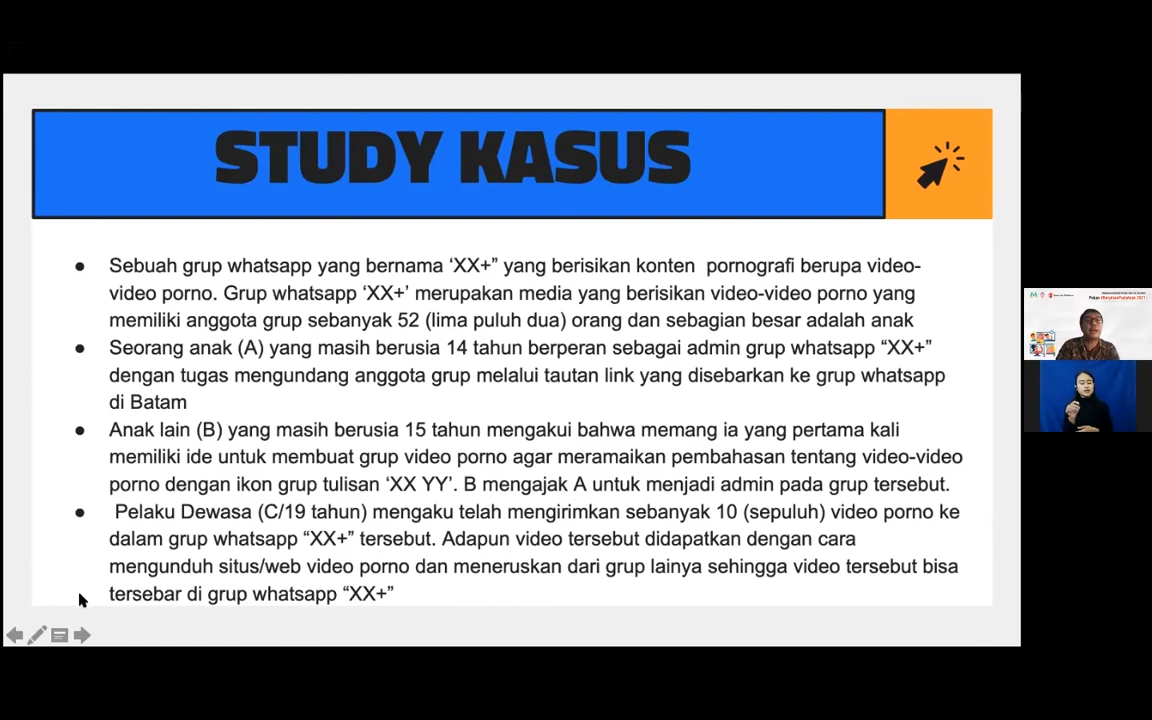 STUDY KASUS
● Sebuah grup whatsapp yang bernama ‘XX+” yang berisikan konten  pornografi berupa video-
video porno. Grup whatsapp ‘XX+’ merupakan media yang berisikan video-video porno yang
memiliki anggota grup sebanyak 52 (lima puluh dua) orang dan sebagian besar adalah anak
● Seorang anak (A) yang masih berusia 14 tahun berperan sebagai admin grup whatsapp “XX+”
dengan tugas mengundang anggota grup melalui tautan link yang disebarkan ke grup whatsapp
di Batam
● Anak lain (B) yang masih berusia 15 tahun mengakui bahwa memang ia yang pertama kali
memiliki ide untuk membuat grup video porno agar meramaikan pembahasan tentang video-video
porno dengan ikon grup tulisan ‘XX YY’. B mengajak A untuk menjadi admin pada grup tersebut.
● Pelaku Dewasa (C/19 tahun) mengaku telah mengirimkan sebanyak 10 (sepuluh) video porno ke
dalam grup whatsapp “XX+” tersebut. Adapun video tersebut didapatkan dengan cara
mengunduh situs/web video porno dan meneruskan dari grup lainya sehingga video tersebut bisa
tersebar di grup whatsapp “XX+”